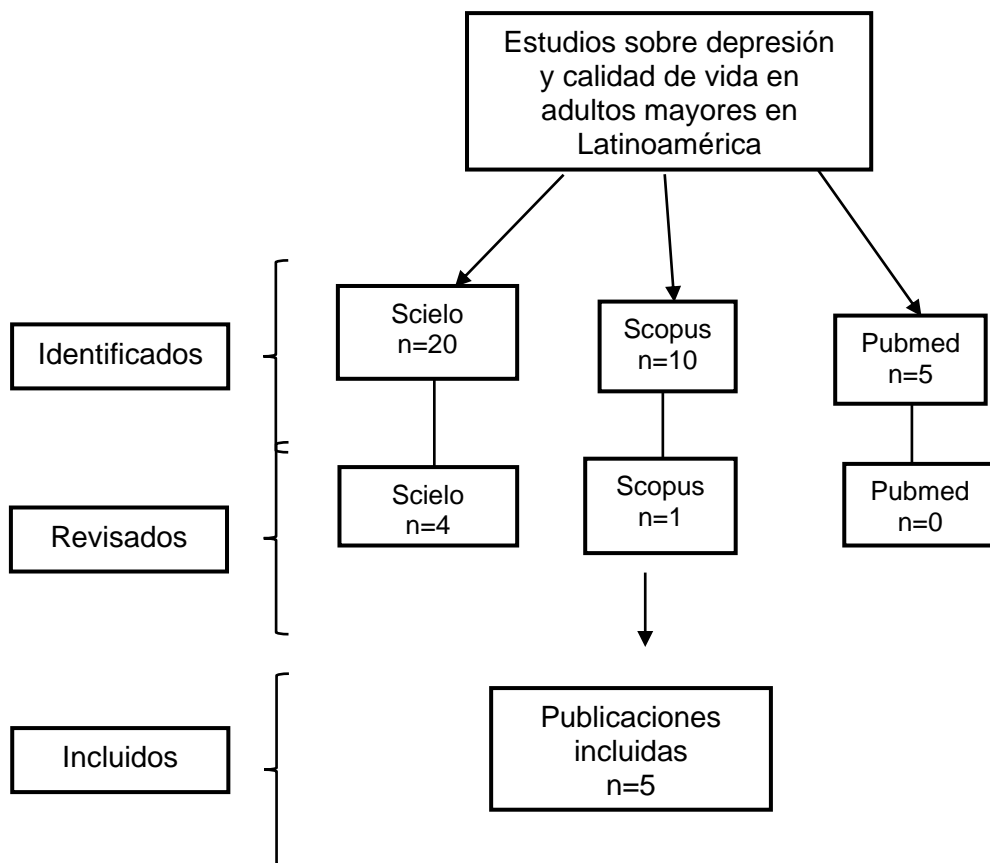 Estudios sobre depresión
y calidad de vida en
adultos mayores en
Latinoamérica
Identificados
Scielo
n=20
Scopus
n=10
Pubmed
n=5
Revisados
Scielo
n=4
Scopus
n=1
Pubmed
n=0
Incluidos
Publicaciones
incluidas
n=5